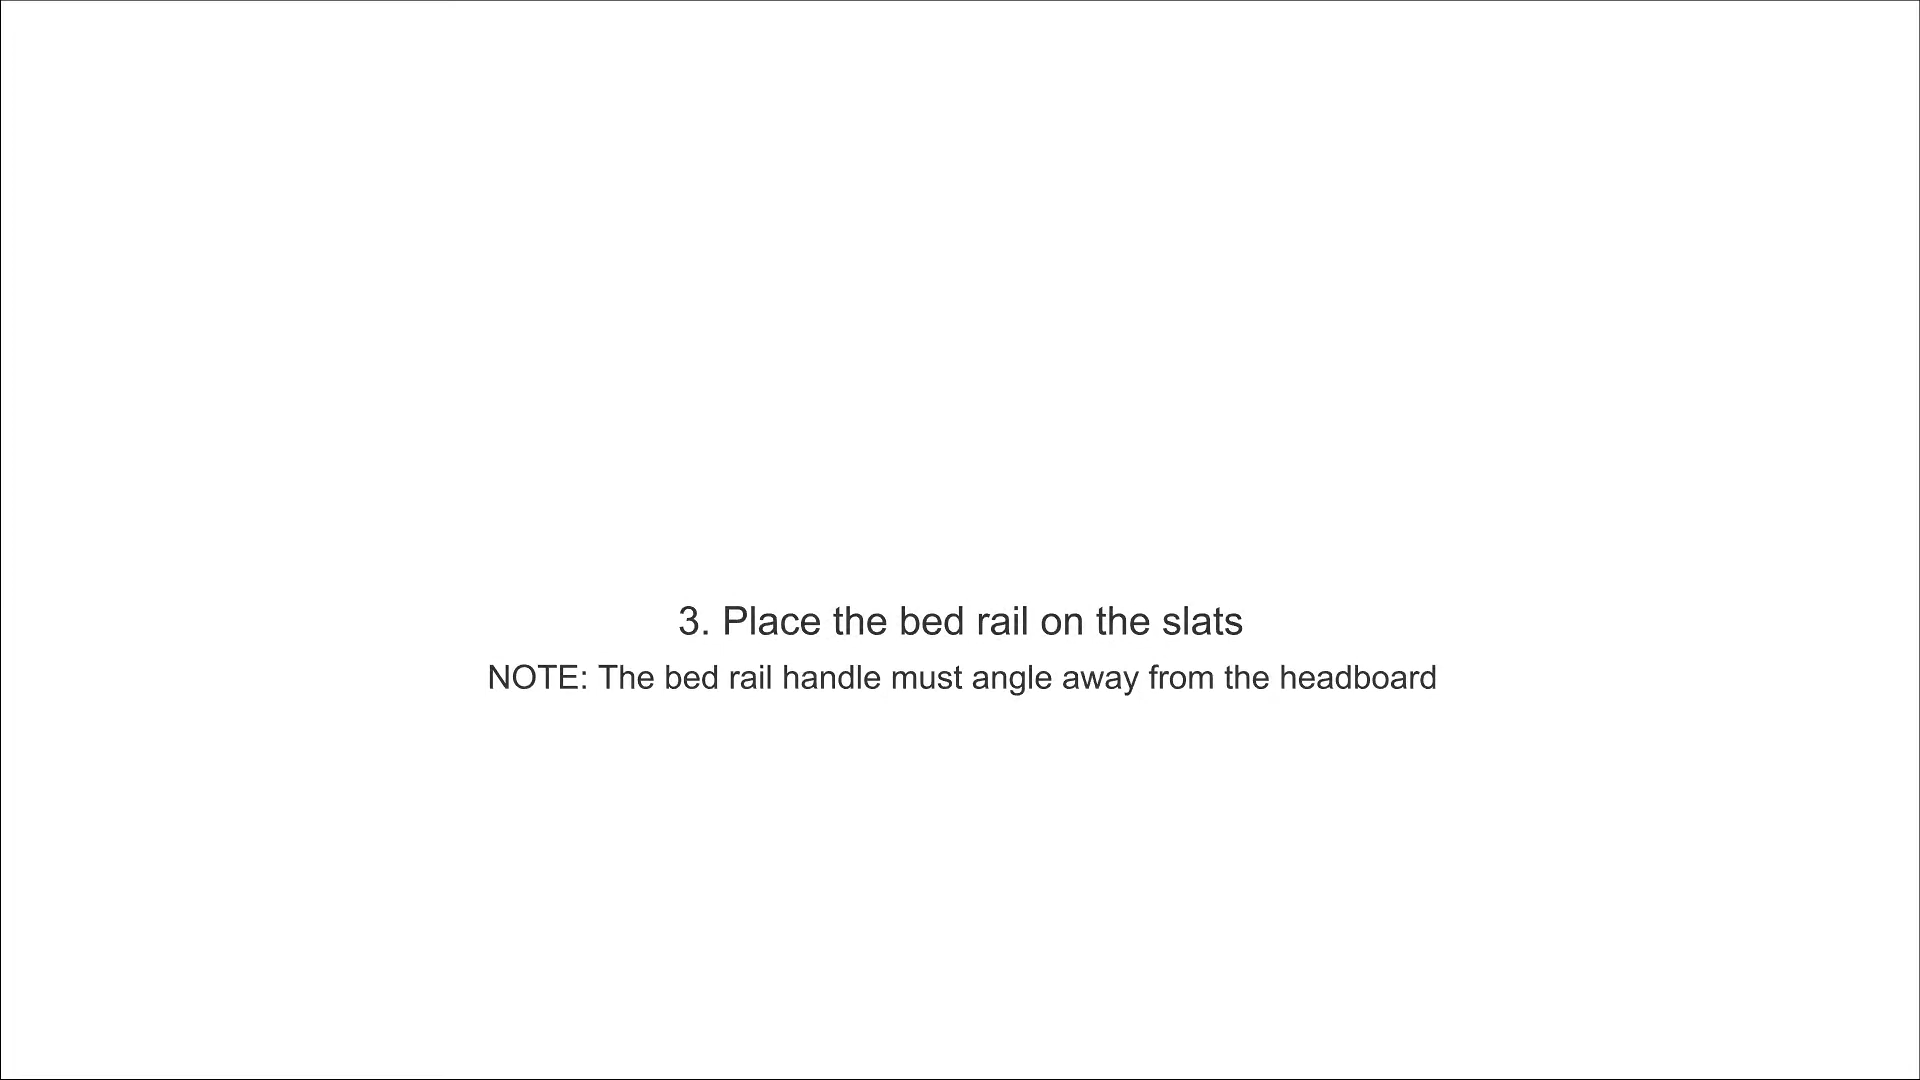 3. Place the bed rail on the slats
NOTE: The bed rail handle must angle away from the headboard